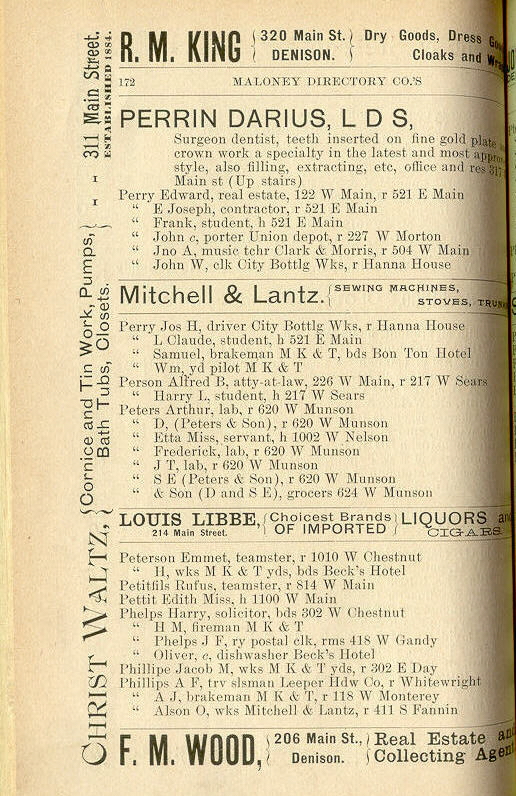 R. M. KING { 320 Main St. DENISON. } Dry Goods, Dress
Cloaks and
172 MALONEY DIRECTORY CO.'S
PERRIN DARIUS, L D S,
Surgeon dentist, teeth inserted on fine gold plate
crown work a specialty in the latest and most
style, also filling, extracting, etc, office and res 317
Main st (Up stairs)
Perry Edward, real estate, 122 W Main, r 521 E Main
“ E Joseph, contractor, r 521 E Main
“ Frank, student, h 521 E Main
“ John c, porter Union depot, r 227 W Morton
“ Jno A, music tchr Clark & Morris, r 504 W Main
“ John W, clk City Bottlg Wks, r Hanna House
Mitchell & Lantz. { SEWING MACHINES,
STOVES,
Perry Jos H, driver City Bottlg Wks, r Hanna House
“ L Claude, student, h 521 E Main
“ Samuel, brakeman M K & T, bds Bon Ton Hotel
“ Wm, yd pilot M K & T
Person Alfred B, atty-at-law, 226 W Main, r 217 W Sears
“ Harry L, student, h 217 W Sears
Peters Arthur, lab, r 620 W Munson
“ D, (Peters & Son), r 620 W Munson
“ Etta Miss, servant, h 1002 W Nelson
“ Frederick, lab, r 620 W Munson
“ J T, lab, r 620 W Munson
“ S E (Peters & Son), r 620 W Munson
“ & Son (D and S E), grocers 624 W Munson
LOUIS LIBBE, { Choicest Brands } LIQUORS
214 Main Street. OF IMPORTED CIGARS.
Peterson Emmet, teamster, r 1010 W Chestnut
“ H, wks M K & T yds, bds Beck's Hotel
Petitfils Rufus, teamster, r 814 W Main
Pettit Edith Miss, h 1100 W Main
Phelps Harry, solicitor, bds 302 W Chestnut
“ H M, fireman M K & T
“ Phelps J F, ry postal clk, rms 418 W Gandy
“ Oliver, c, dishwasher Beck's Hotel
Phillipe Jacob M, wks M K & T yds, r 302 E Day
Phillips A F, trv slsman Leeper Hdw Co, r Whitewright
“ A J, brakeman M K & T, r 118 W Monterey
“ Alson O, wks Mitchell & Lantz, r 411 S Fannin
F. M. WOOD, { 206 Main St., Denison. } Real Estate
Collecting
CHRIST WALTZ, { Cornice and Tin Work, Pumps, } 311 Main Street.
Bath Tubs, Closets. ESTABLISHED 1884.